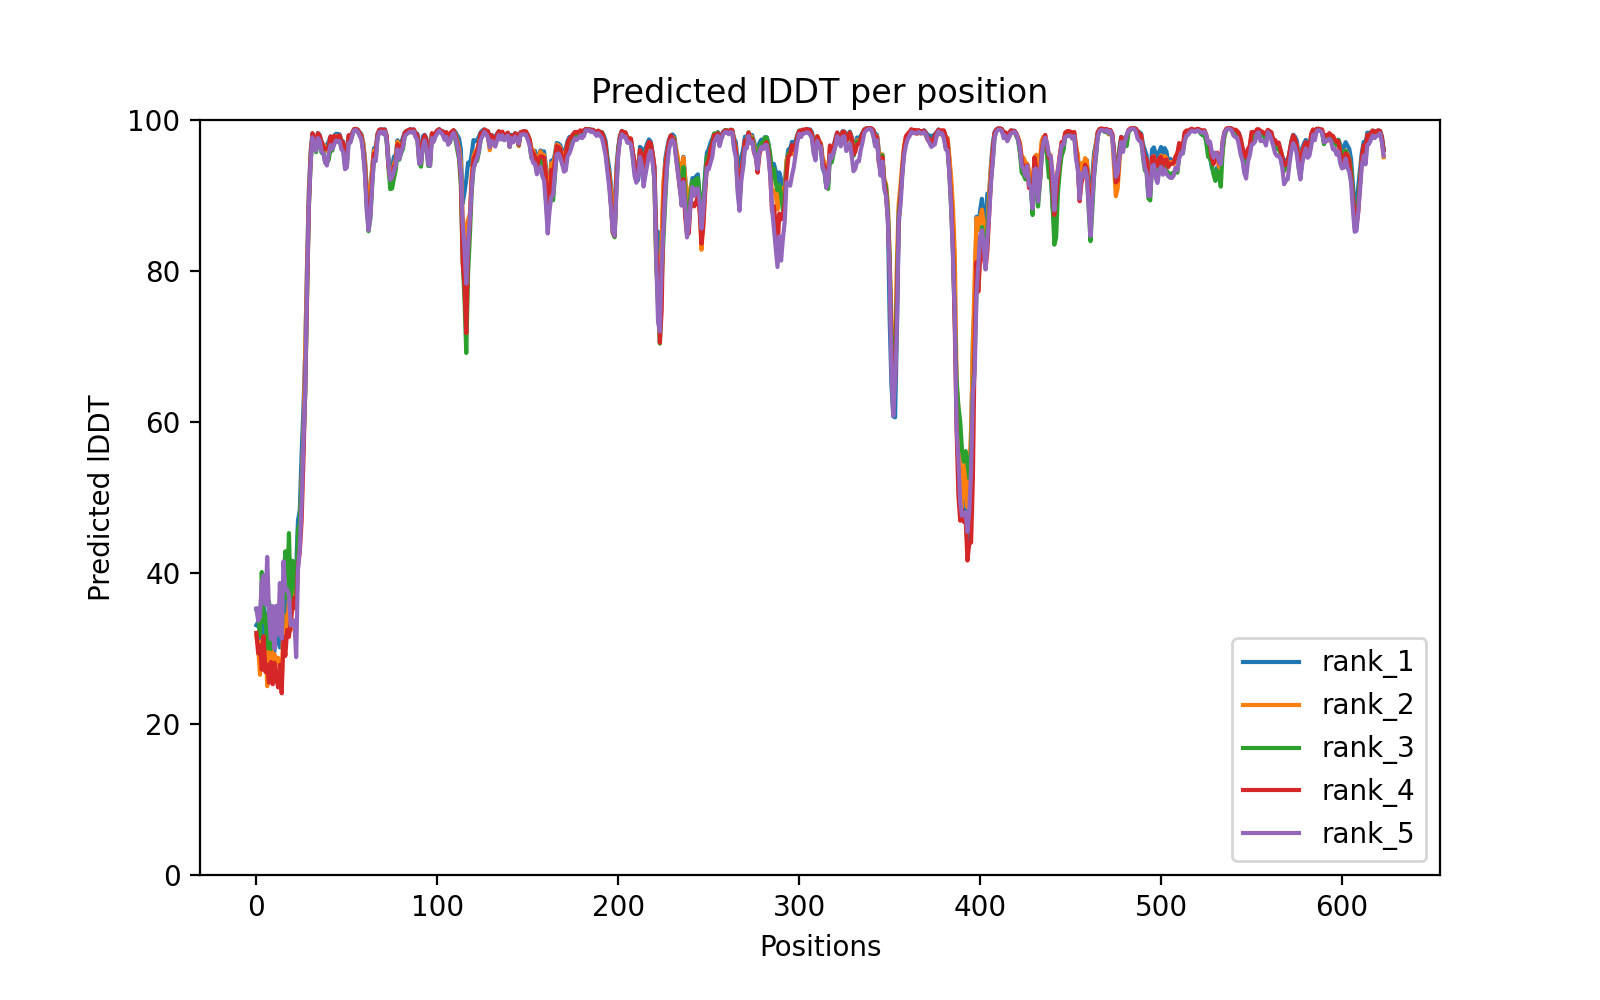 Predicted lDDT per position
100
80
60
40
20
0
Predicted lDDT
0 100 200 300 400 500 600
Positions
rank_1
rank_2
rank_3
rank_4
rank_5